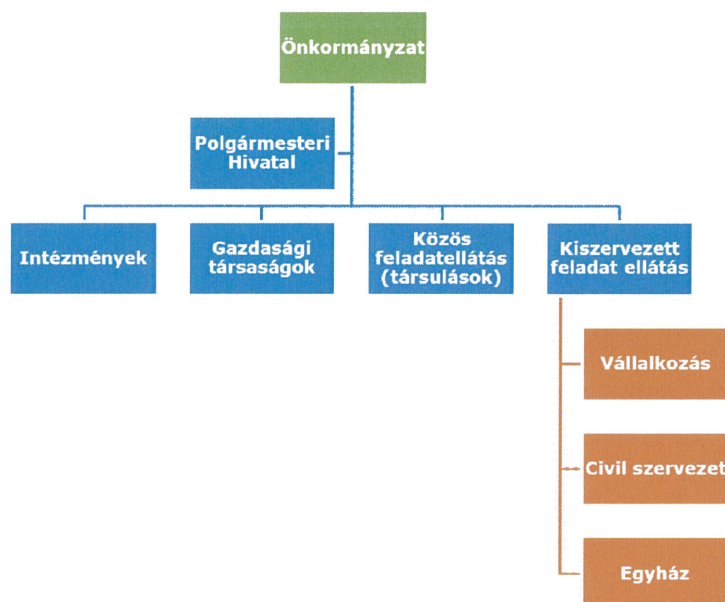 Önkormányzat
Polgármesteri
Hivatal
Intézmények
Gazdasági
társaságok
Közös
feladatellátás
(társulások)
Kiszervezett
feladat ellátás
Vállalkozás
Civil szervezet
Egyház